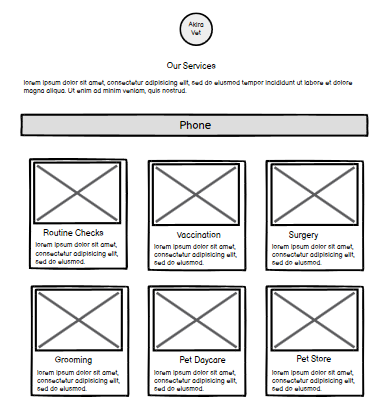 Akira
Vet
Our Services
lorem ipsum dolor sit amet, consectetur adipisicing elit, sed do eiusmod tempor incididunt ut labore et dolore
magna aliqua. Ut enim ad minim veniam, quis nostrud.
Phone
Routine Checks
lorem ipsum dolor sit amet,
consectetur adipisicing elit,
sed do eiusmod.
Vaccination
lorem ipsum dolor sit amet,
consectetur adipisicing elit,
sed do eiusmod.
Surgery
lorem ipsum dolor sit amet,
consectetur adipisicing elit,
sed do eiusmod.
Grooming
lorem ipsum dolor sit amet,
consectetur adipisicing elit,
sed do eiusmod.
Pet Daycare
lorem ipsum dolor sit amet,
consectetur adipisicing elit,
sed do eiusmod.
Pet Store
lorem ipsum dolor sit amet,
consectetur adipisicing elit,
sed do eiusmod.